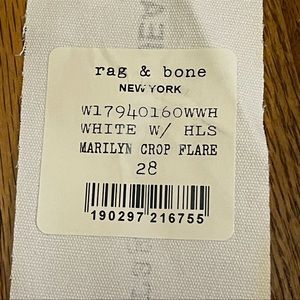 rag & bone
NEW YORK
W17940160WWH
WHITE W/ HLS
MARILYN CROP FLARE
28
190297 216755